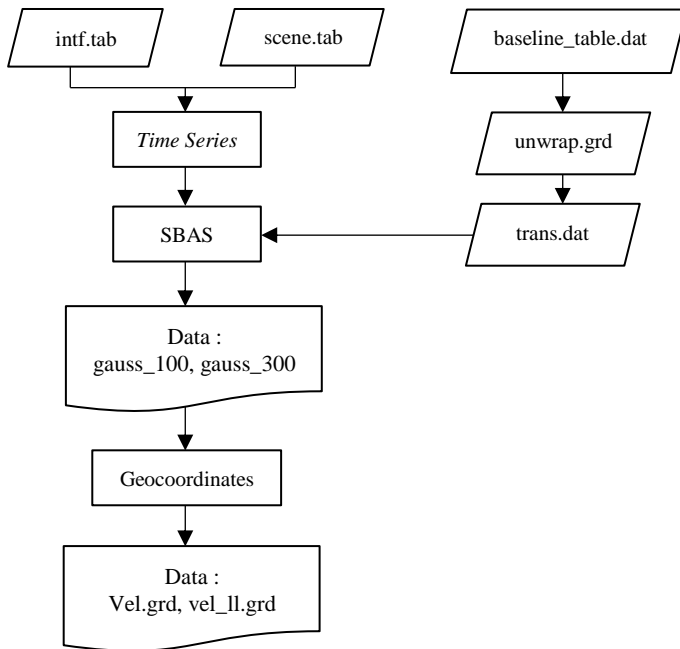 intf.tab
scene.tab
baseline_table.dat
Time Series
unwrap.grd
SBAS
trans.dat
Data :
gauss_100, gauss_300
Geocoordinates
Data :
Vel.grd, vel_ll.grd